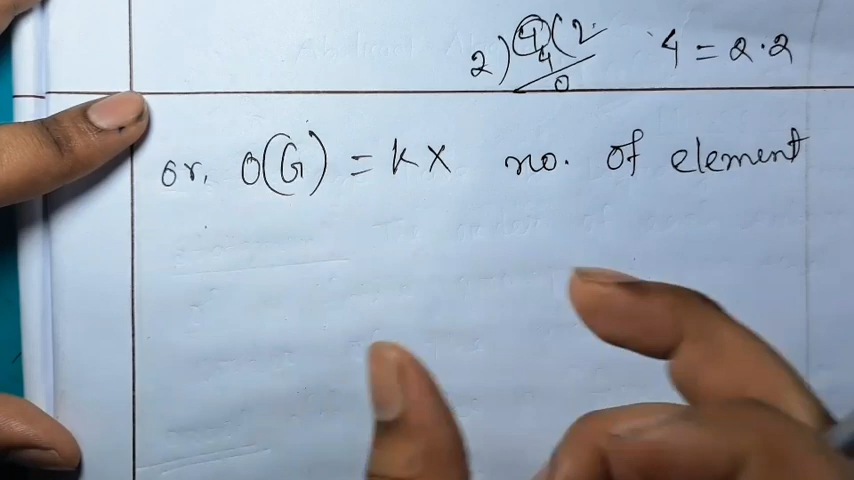 2) 4 (2 4 = 2.2
4
0
or, O(G) = K X no. of element